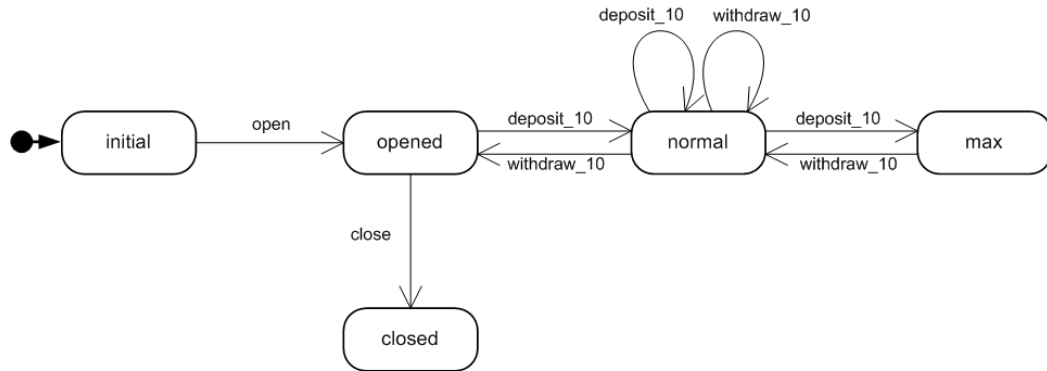 deposit_10
withdraw_10
initial
open
opened
deposit_10
withdraw_10
normal
deposit_10
withdraw_10
max
close
closed